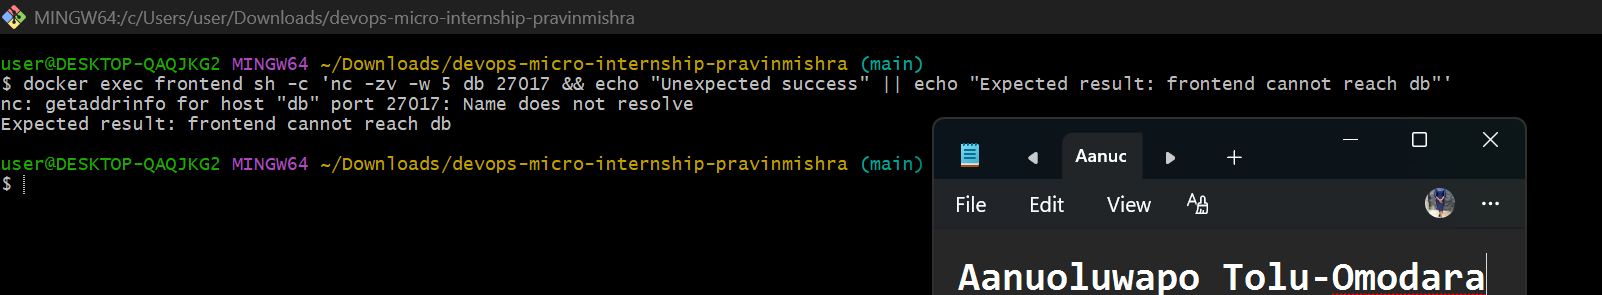 MINGW64:/c/Users/user/Downloads/devops-micro-internship-pravinmishra
user@DESKTOP-QAQJKG2 MINGW64 ~/Downloads/devops-micro-internship-pravinmishra (main)
$ docker exec frontend sh -c 'nc -zv -w 5 db 27017 && echo "Unexpected success" || echo "Expected result: frontend cannot reach db"'
nc: getaddrinfo for host "db" port 27017: Name does not resolve
Expected result: frontend cannot reach db
user@DESKTOP-QAQJKG2 MINGW64 ~/Downloads/devops-micro-internship-pravinmishra (main)
$
Aanuc
File Edit View
Aanuoluwapo Tolu-Omodara